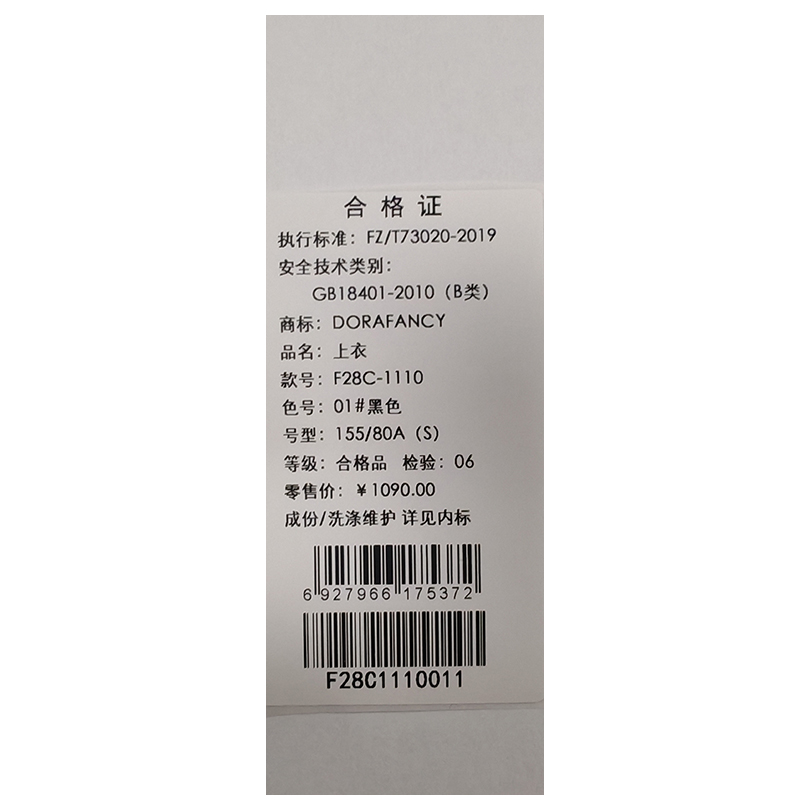 合格证
执行标准：FZ/T73020-2019
安全技术类别：
GB18401-2010（B类）
商标：DORAFANCY
品名：上衣
款号：F28C-1110
色号：01#黑色
号型：155/80A（S）
等级：合格品 检验：06
零售价：￥1090.00
成份/洗涤维护 详见内标
6 927966 175372
F28C1110011